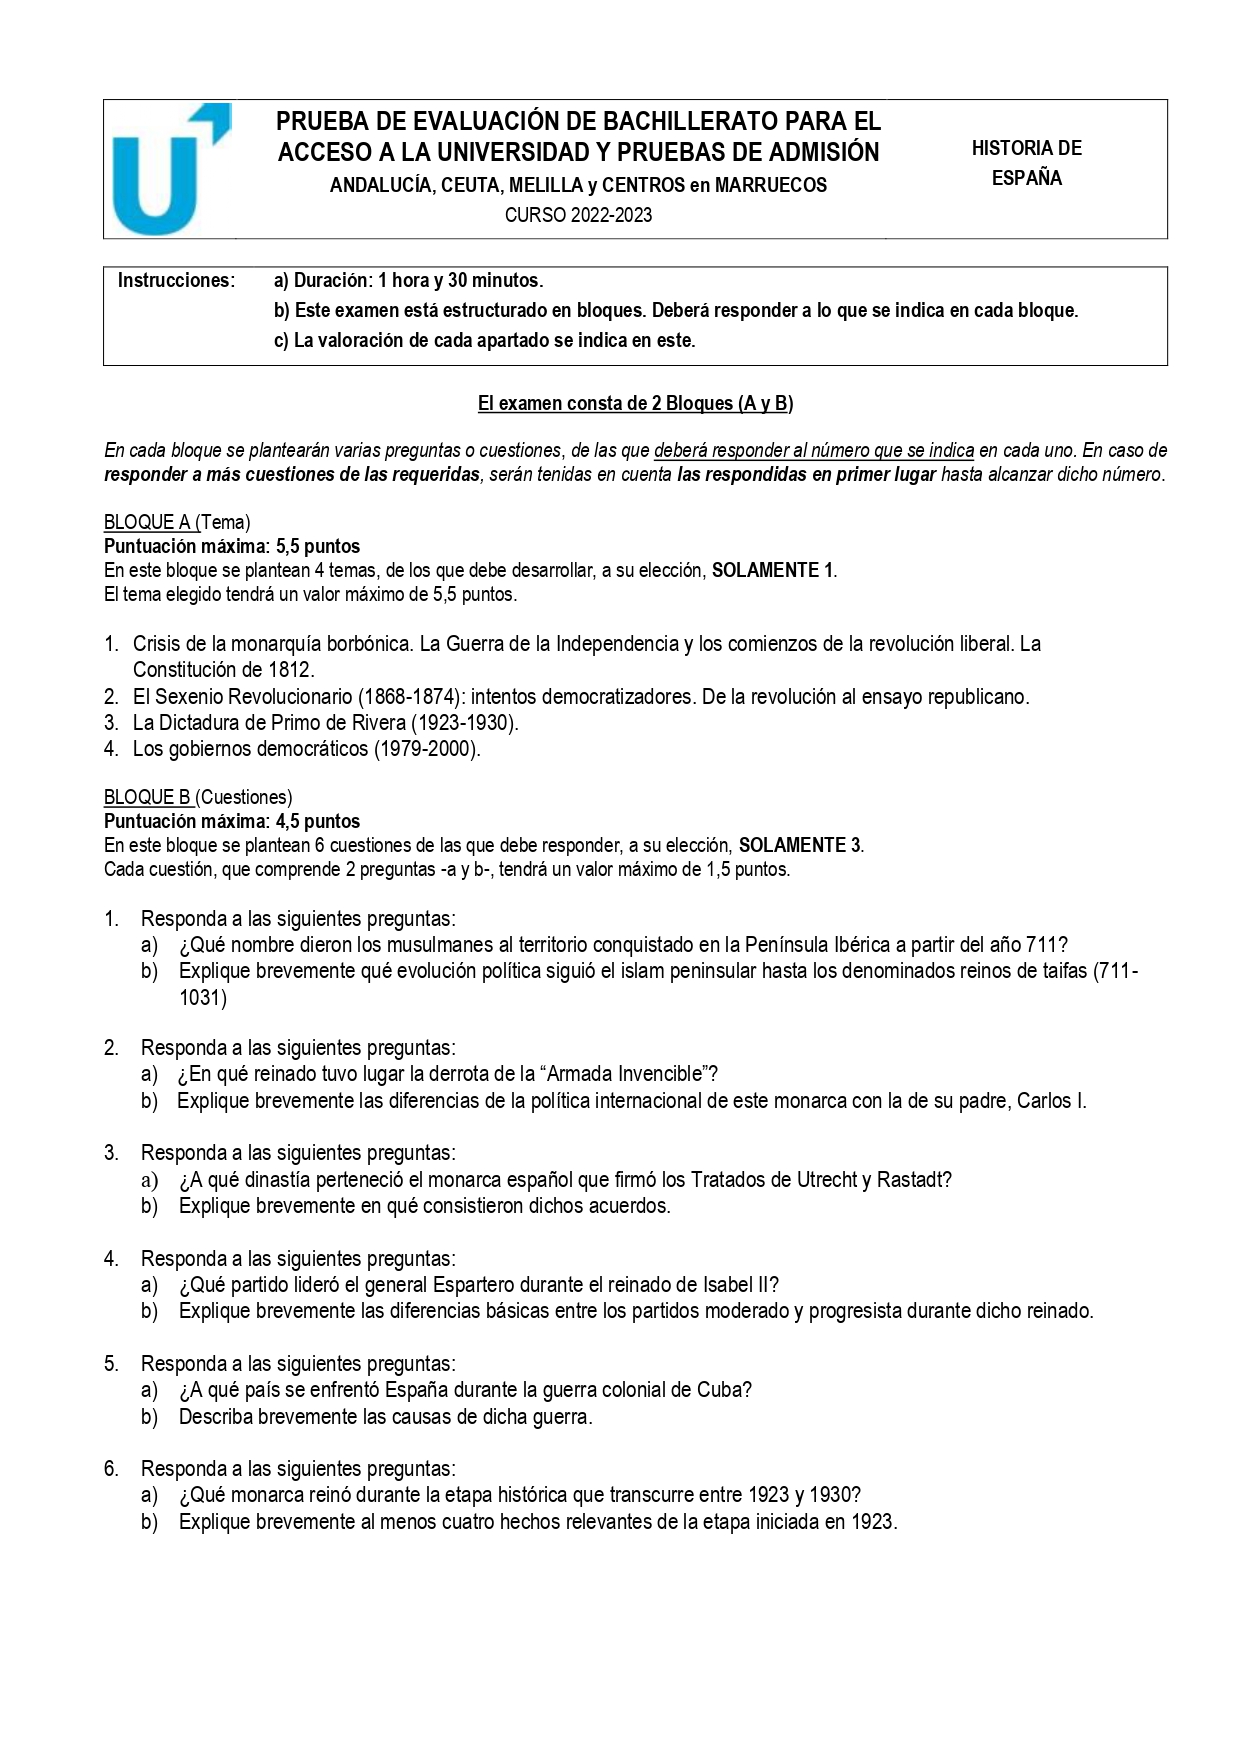 PRUEBA DE EVALUACIÓN DE BACHILLERATO PARA EL
ACCESO A LA UNIVERSIDAD Y PRUEBAS DE ADMISIÓN
ANDALUCÍA, CEUTA, MELILLA y CENTROS en MARRUECOS
CURSO 2022-2023
HISTORIA DE
ESPAÑA
Instrucciones:
a) Duración: 1 hora y 30 minutos.
b) Este examen está estructurado en bloques. Deberá responder a lo que se indica en cada bloque.
c) La valoración de cada apartado se indica en este.
El examen consta de 2 Bloques (A y B)
En cada bloque se plantearán varias preguntas o cuestiones, de las que deberá responder al número que se indica en cada uno. En caso de
responder a más cuestiones de las requeridas, serán tenidas en cuenta las respondidas en primer lugar hasta alcanzar dicho número.
BLOQUE A (Tema)
Puntuación máxima: 5,5 puntos
En este bloque se plantean 4 temas, de los que debe desarrollar, a su elección, SOLAMENTE 1.
El tema elegido tendrá un valor máximo de 5,5 puntos.
1. Crisis de la monarquía borbónica. La Guerra de la Independencia y los comienzos de la revolución liberal. La
Constitución de 1812.
2. El Sexenio Revolucionario (1868-1874): intentos democratizadores. De la revolución al ensayo republicano.
3. La Dictadura de Primo de Rivera (1923-1930).
4. Los gobiernos democráticos (1979-2000).
BLOQUE B (Cuestiones)
Puntuación máxima: 4,5 puntos
En este bloque se plantean 6 cuestiones de las que debe responder, a su elección, SOLAMENTE 3.
Cada cuestión, que comprende 2 preguntas -a y b-, tendrá un valor máximo de 1,5 puntos.
1. Responda a las siguientes preguntas:
a) ¿Qué nombre dieron los musulmanes al territorio conquistado en la Península Ibérica a partir del año 711?
b) Explique brevemente qué evolución política siguió el islam peninsular hasta los denominados reinos de taifas (711-
1031)
2. Responda a las siguientes preguntas:
a) ¿En qué reinado tuvo lugar la derrota de la “Armada Invencible”?
b) Explique brevemente las diferencias de la política internacional de este monarca con la de su padre, Carlos I.
3. Responda a las siguientes preguntas:
a) ¿A qué dinastía perteneció el monarca español que firmó los Tratados de Utrecht y Rastadt?
b) Explique brevemente en qué consistieron dichos acuerdos.
4. Responda a las siguientes preguntas:
a) ¿Qué partido lideró el general Espartero durante el reinado de Isabel II?
b) Explique brevemente las diferencias básicas entre los partidos moderado y progresista durante dicho reinado.
5. Responda a las siguientes preguntas:
a) ¿A qué país se enfrentó España durante la guerra colonial de Cuba?
b) Describa brevemente las causas de dicha guerra.
6. Responda a las siguientes preguntas:
a) ¿Qué monarca reinó durante la etapa histórica que transcurre entre 1923 y 1930?
b) Explique brevemente al menos cuatro hechos relevantes de la etapa iniciada en 1923.